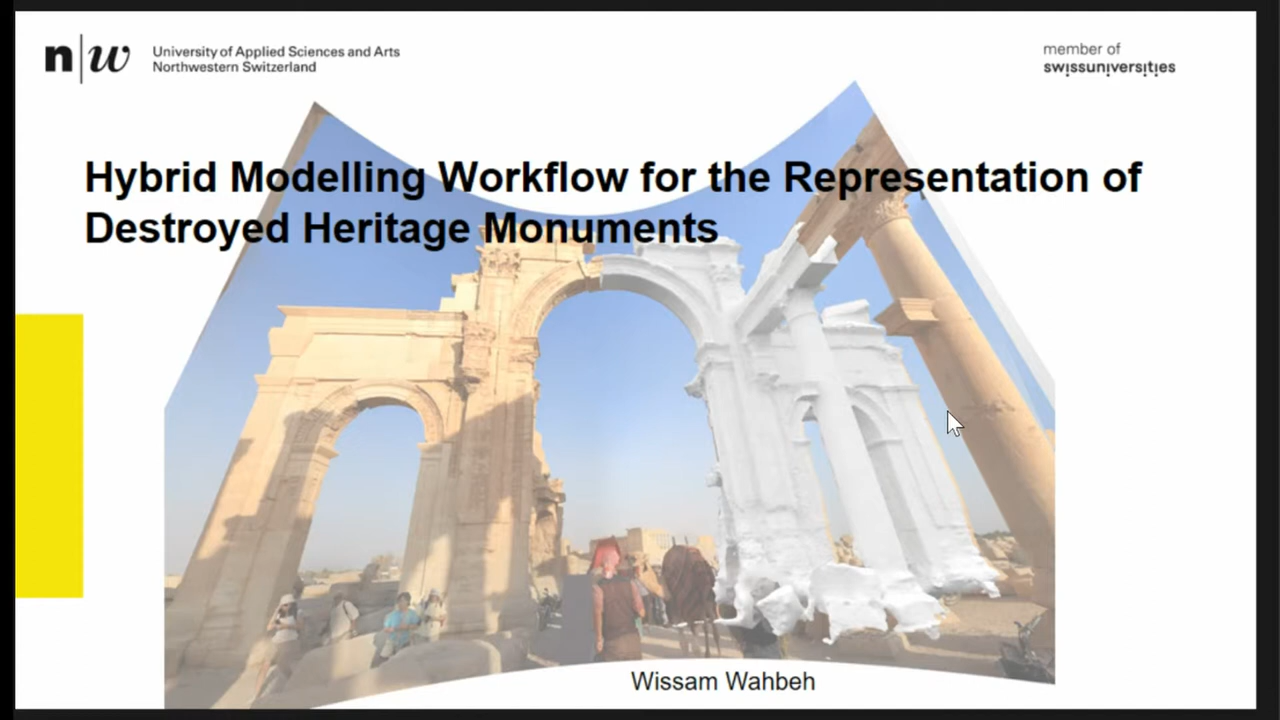 n|w
University of Applied Sciences and Arts
Northwestern Switzerland
member of
swissuniversities
Hybrid Modelling Workflow for the Representation of
Destroyed Heritage Monuments
Wissam Wahbeh